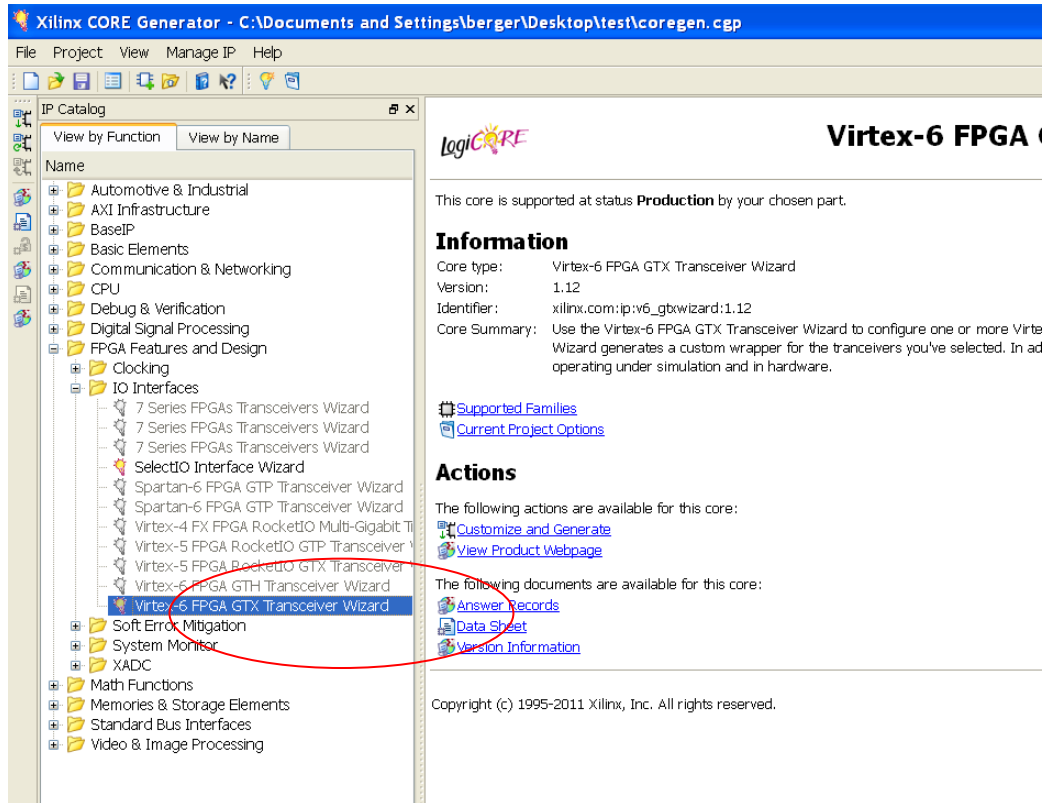 Xilinx CORE Generator - C:\Documents and Settings\berger\Desktop\test\coregen.cgp
File Project View Manage IP Help
IP Catalog
View by Function View by Name
Name
Automotive & Industrial
AXI Infrastructure
BaseIP
Basic Elements
Communication & Networking
CPU
Debug & Verification
Digital Signal Processing
FPGA Features and Design
Clocking
IO Interfaces
7 Series FPGAs Transceivers Wizard
7 Series FPGAs Transceivers Wizard
7 Series FPGAs Transceivers Wizard
SelectIO Interface Wizard
Spartan-6 FPGA GTP Transceiver Wizard
Spartan-6 FPGA GTP Transceiver Wizard
Virtex-4 FX FPGA RocketIO Multi-Gigabit T
Virtex-5 FPGA RocketIO GTP Transceiver
Virtex-5 FPGA RocketIO GTX Transceiver
Virtex-6 FPGA GTH Transceiver Wizard
Virtex-6 FPGA GTX Transceiver Wizard
Soft Error Mitigation
System Monitor
XADC
Math Functions
Memories & Storage Elements
Standard Bus Interfaces
Video & Image Processing
LogiCORE
Virtex-6 FPGA
This core is supported at status Production by your chosen part.
Information
Core type: Virtex-6 FPGA GTX Transceiver Wizard
Version: 1.12
Identifier: xilinx.com:ip:v6_gtxwizard:1.12
Core Summary: Use the Virtex-6 FPGA GTX Transceiver Wizard to configure one or more Virte
Wizard generates a custom wrapper for the tranceivers you've selected. In ad
operating under simulation and in hardware.
Supported Families
Current Project Options
Actions
The following actions are available for this core:
Customize and Generate
View Product Webpage
The following documents are available for this core:
Answer Records
Data Sheet
Version Information
Copyright (c) 1995-2011 Xilinx, Inc. All rights reserved.